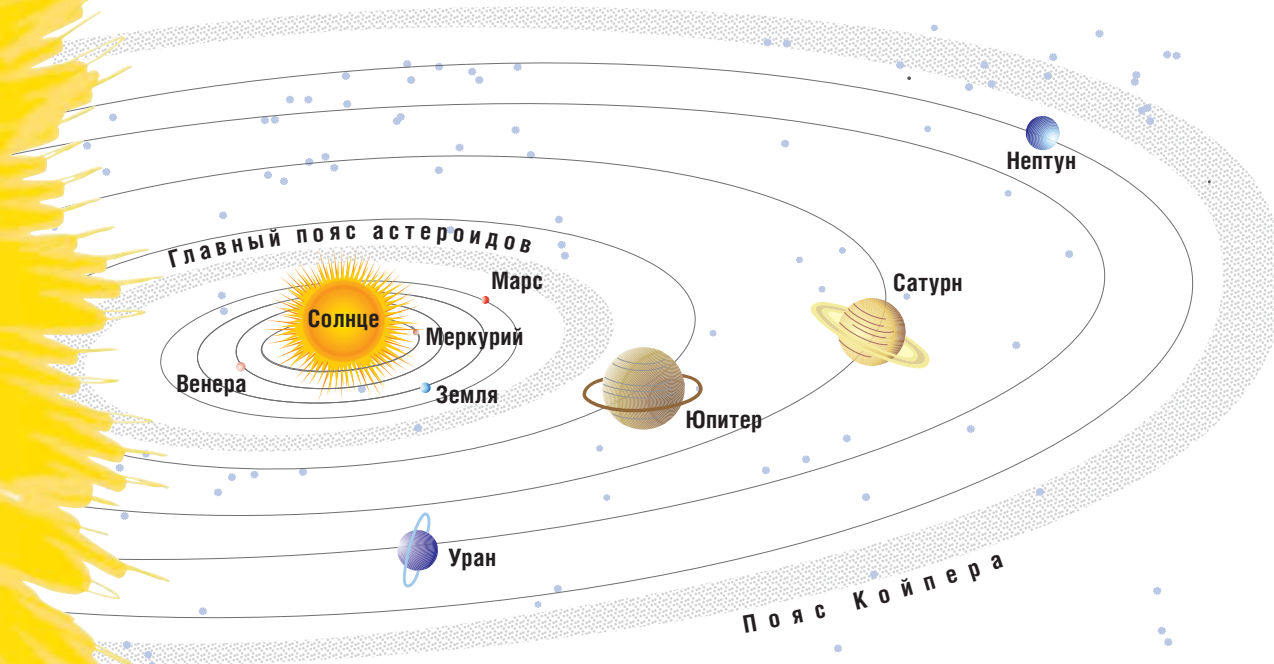 Нептун
Главный пояс астероидов
Марс
Сатурн
Солнце
Меркурий
Венера
Земля
Юпитер
Уран
Пояс Койпера